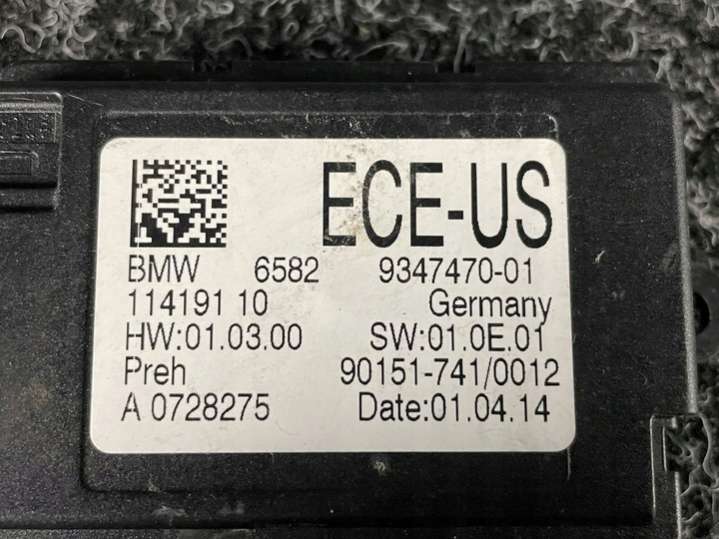 ECE-US
BMW 6582 9347470-01
114191 10 Germany
HW:01.03.00 SW:01.0E.01
Preh 90151-741/0012
A 0728275 Date:01.04.14